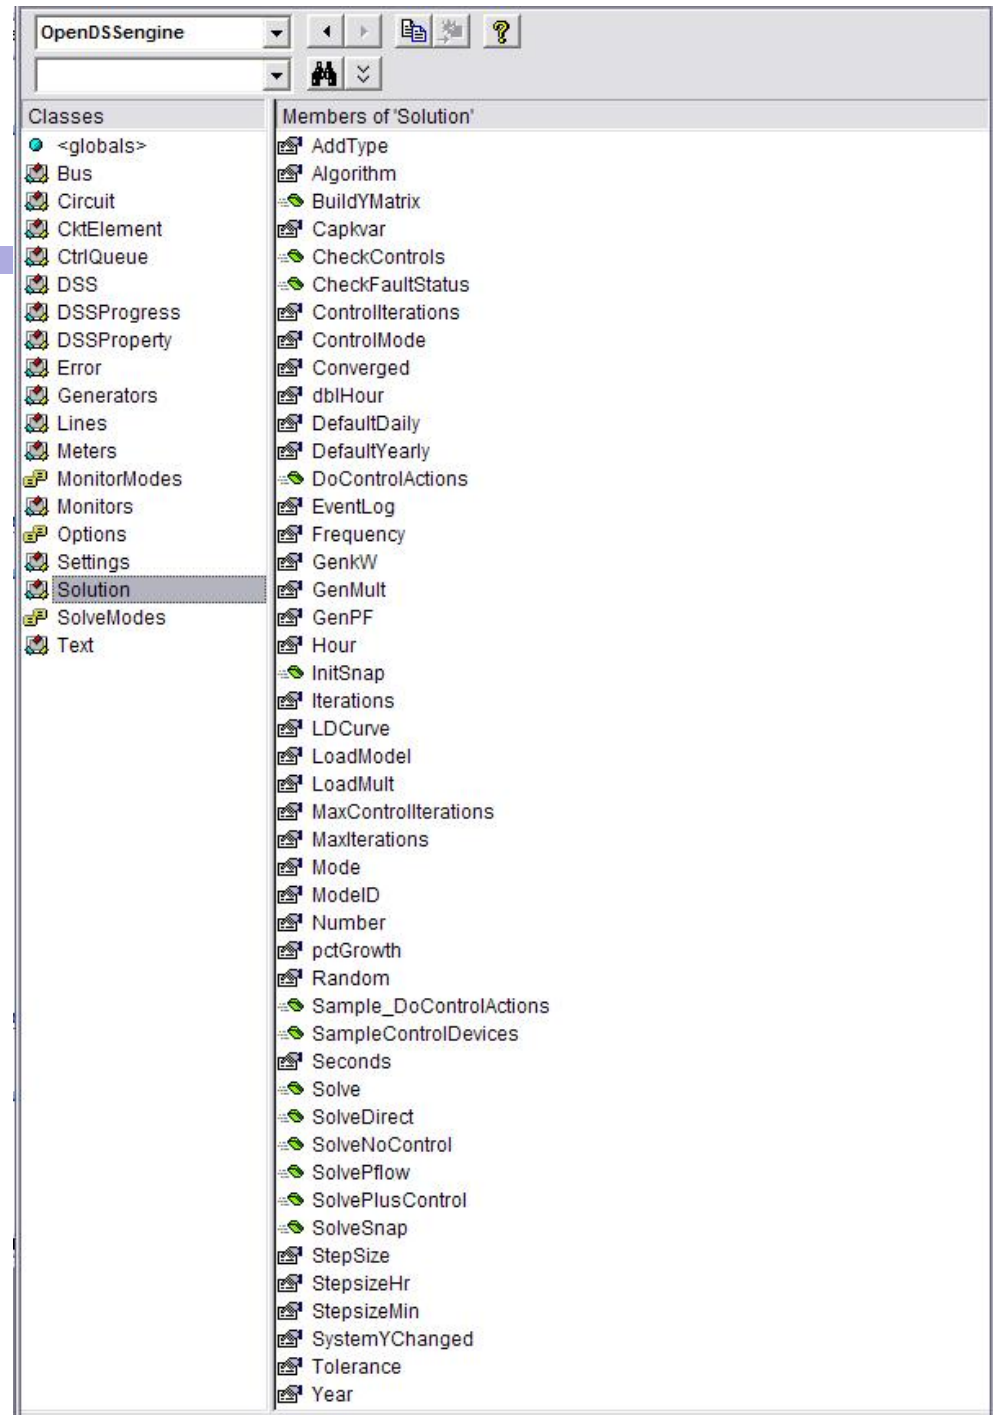 OpenDSSengine
Classes
<globals>
Bus
Circuit
CktElement
CtrlQueue
DSS
DSSProgress
DSSProperty
Error
Generators
Lines
Meters
MonitorModes
Monitors
Options
Settings
Solution
SolveModes
Text
Members of 'Solution'
AddType
Algorithm
BuildYMatrix
Capkvar
CheckControls
CheckFaultStatus
ControlIterations
ControlMode
Converged
dblHour
DefaultDaily
DefaultYearly
DoControlActions
EventLog
Frequency
GenkW
GenMult
GenPF
Hour
InitSnap
Iterations
LDCurve
LoadModel
LoadMult
MaxControlIterations
MaxIterations
Mode
ModeID
Number
pctGrowth
Random
Sample_DoControlActions
SampleControlDevices
Seconds
Solve
SolveDirect
SolveNoControl
SolvePflow
SolvePlusControl
SolveSnap
StepSize
StepsizeHr
StepsizeMin
SystemYChanged
Tolerance
Year